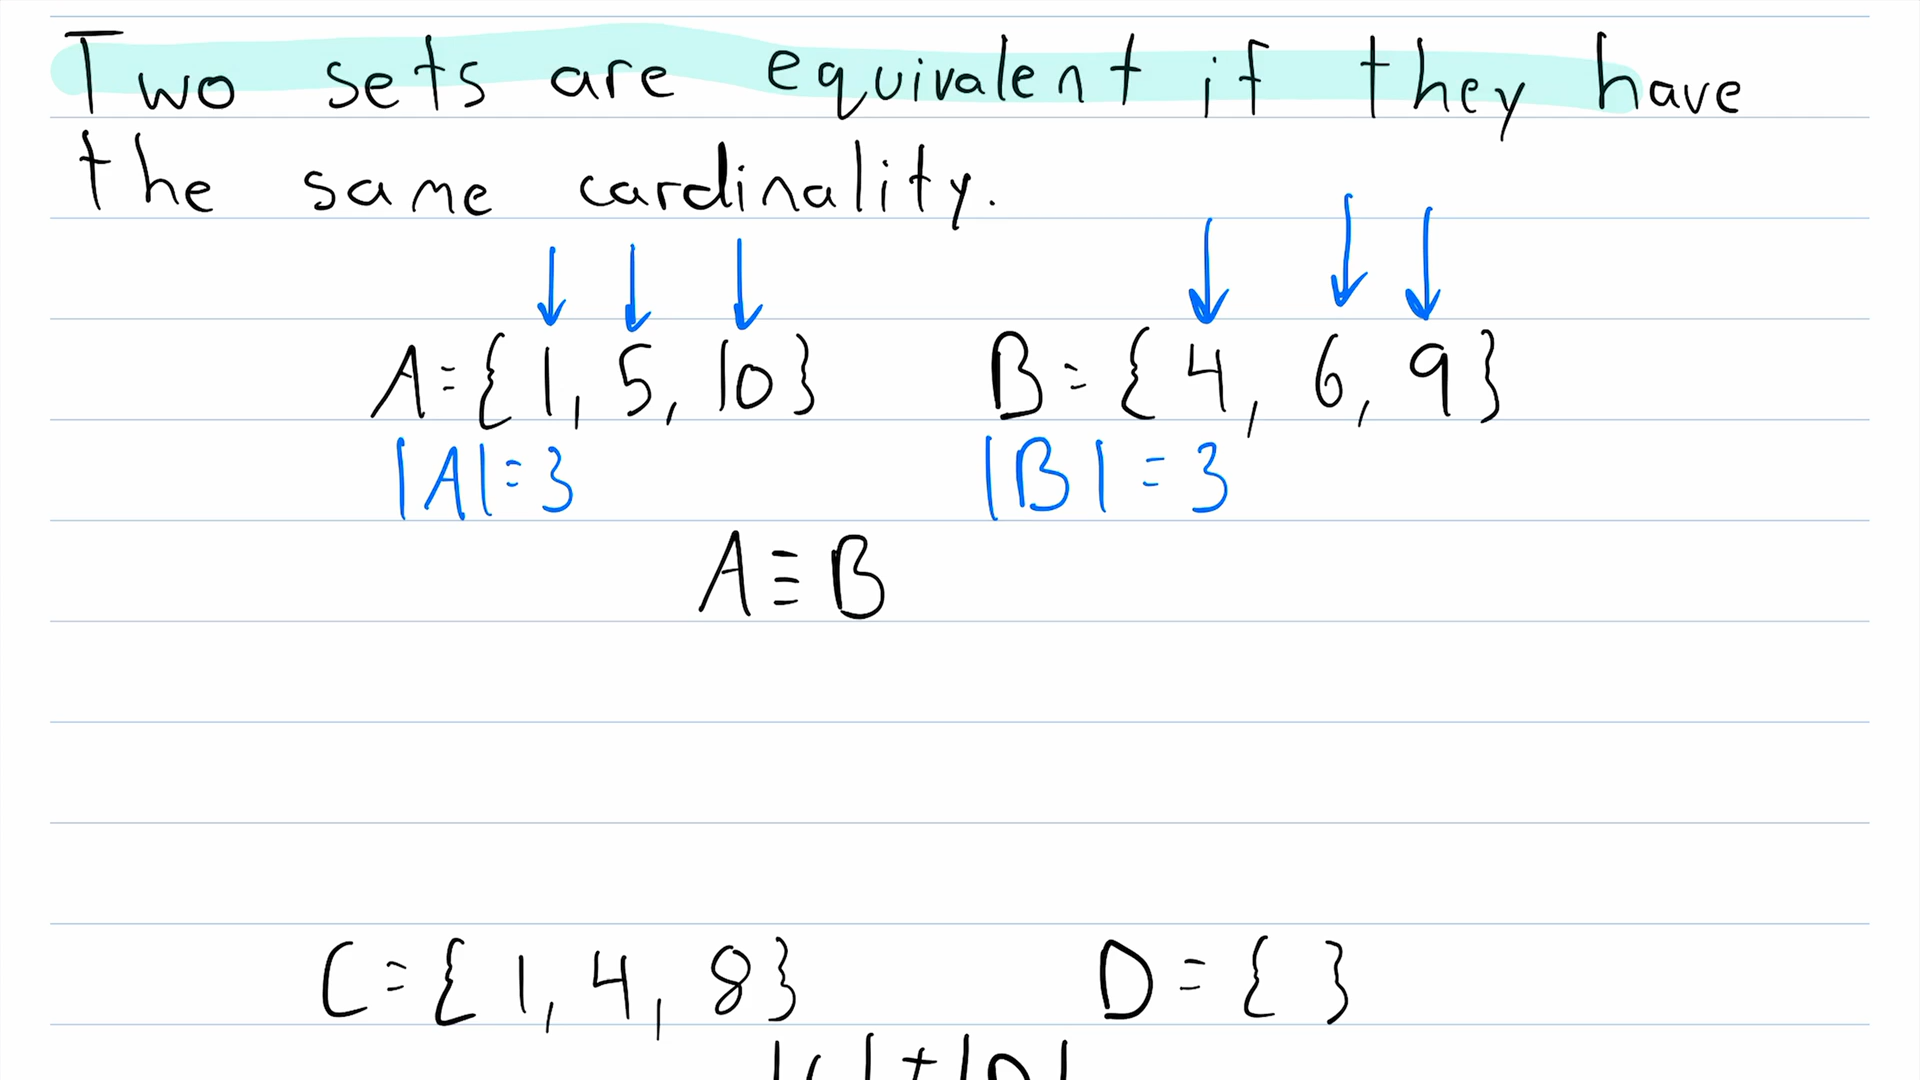 Two sets are equivalent if they have
the same cardinality.
A={1, 5, 10} B={4, 6, 9}
|A|=3 |B|=3
A≡B
C={1, 4, 8} D={ }